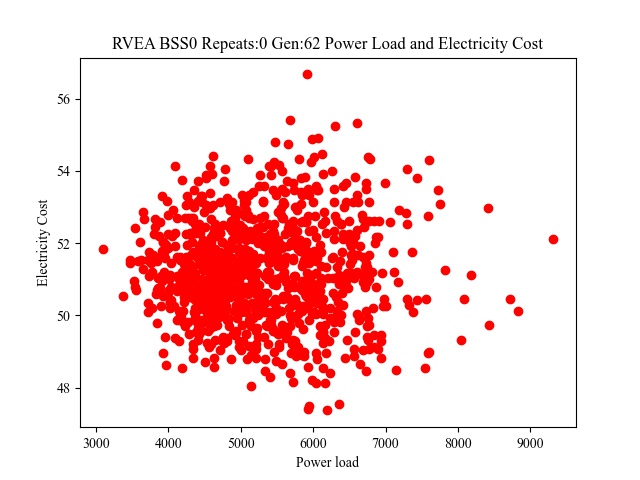 RVEA BSS0 Repeats:0 Gen:62 Power Load and Electricity Cost
56
54
52
50
48
Electricity Cost
3000 4000 5000 6000 7000 8000 9000
Power load